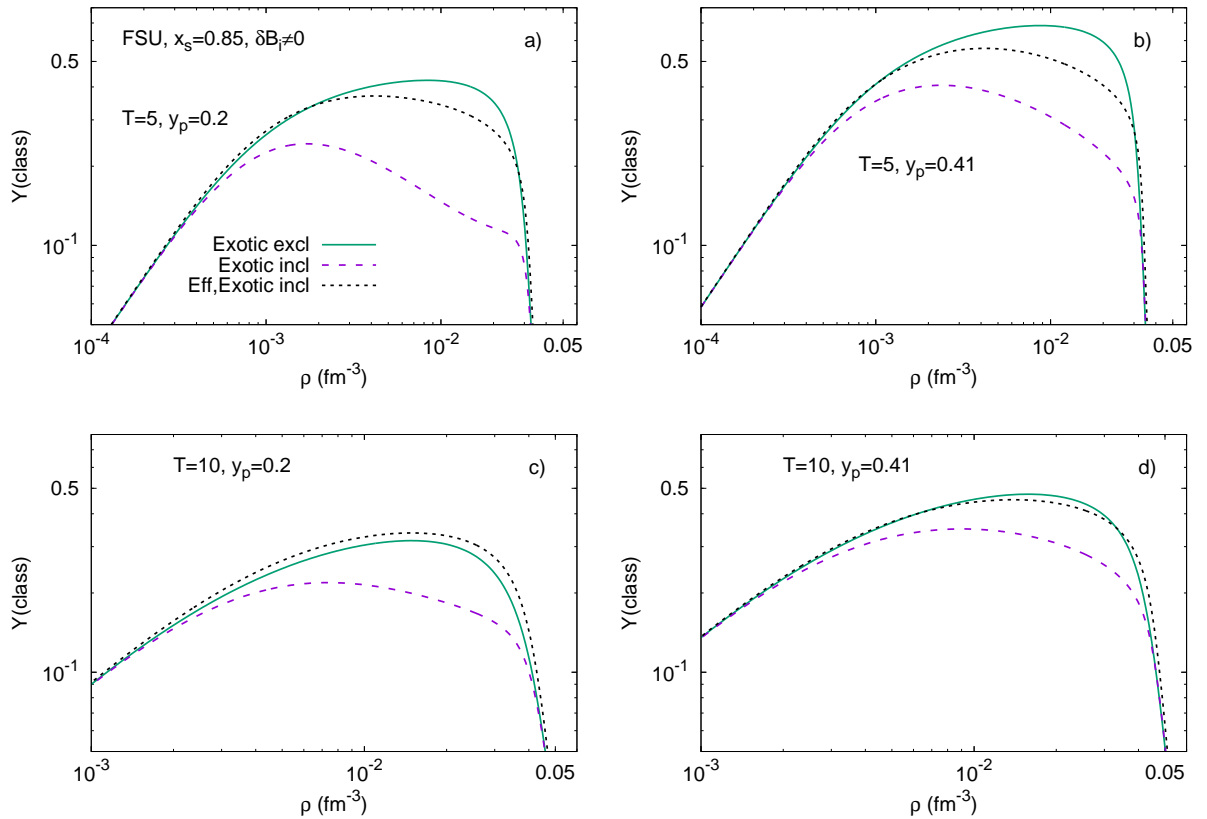 FSU, x_s=0.85, δB_i≠0
a)
T=5, y_p=0.2
Exotic excl
Exotic incl
Eff,Exotic incl
Y(class)
0.5
10^-1
10^-4
10^-3
10^-2
0.05
ρ (fm^-3)
b)
T=5, y_p=0.41
Y(class)
0.5
10^-1
10^-4
10^-3
10^-2
0.05
ρ (fm^-3)
T=10, y_p=0.2
c)
Y(class)
0.5
10^-1
10^-3
10^-2
0.05
ρ (fm^-3)
T=10, y_p=0.41
d)
Y(class)
0.5
10^-1
10^-3
10^-2
0.05
ρ (fm^-3)